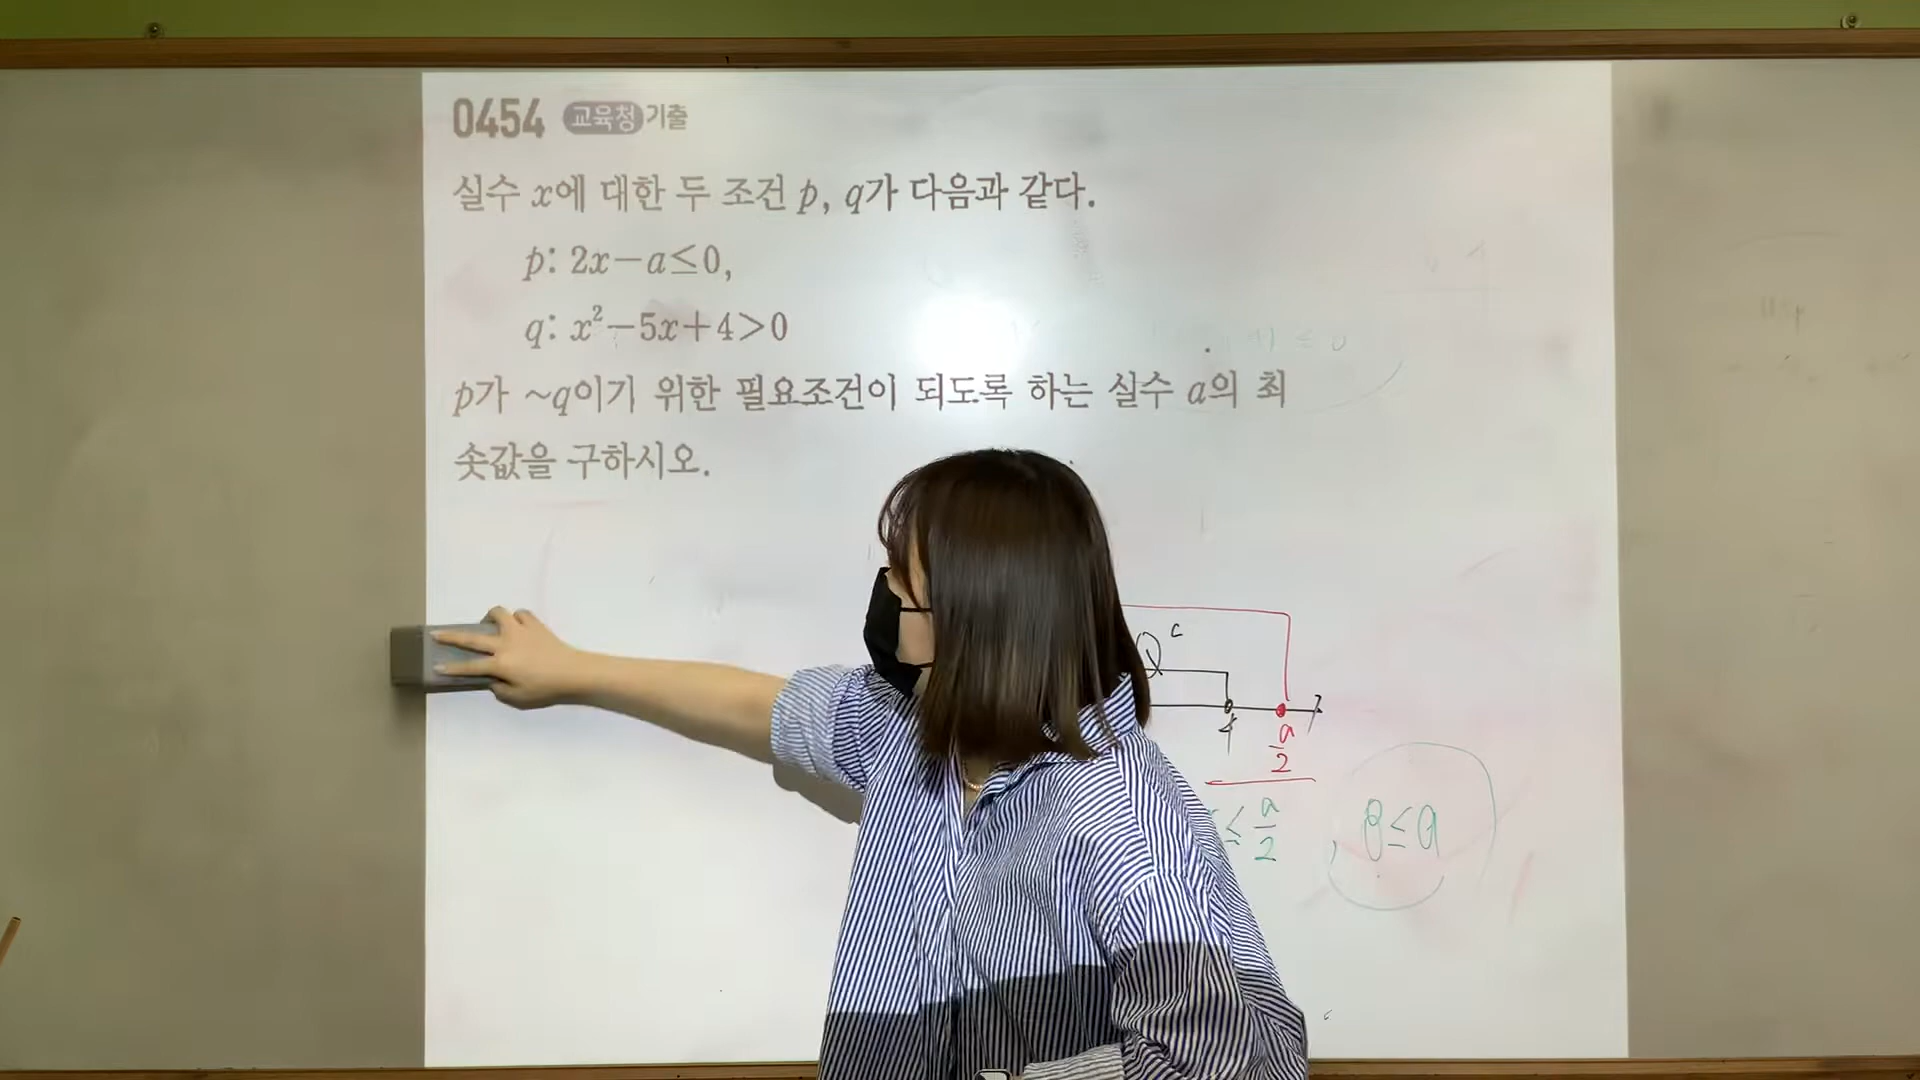 0454 교육청 기출
실수 x에 대한 두 조건 p, q가 다음과 같다.
p: 2x-a≤0,
q: x²-5x+4>0
p가 ~q이기 위한 필요조건이 되도록 하는 실수 a의 최
솟값을 구하시오.
Q^c
4
a/2
≤ a/2 , 8≤a